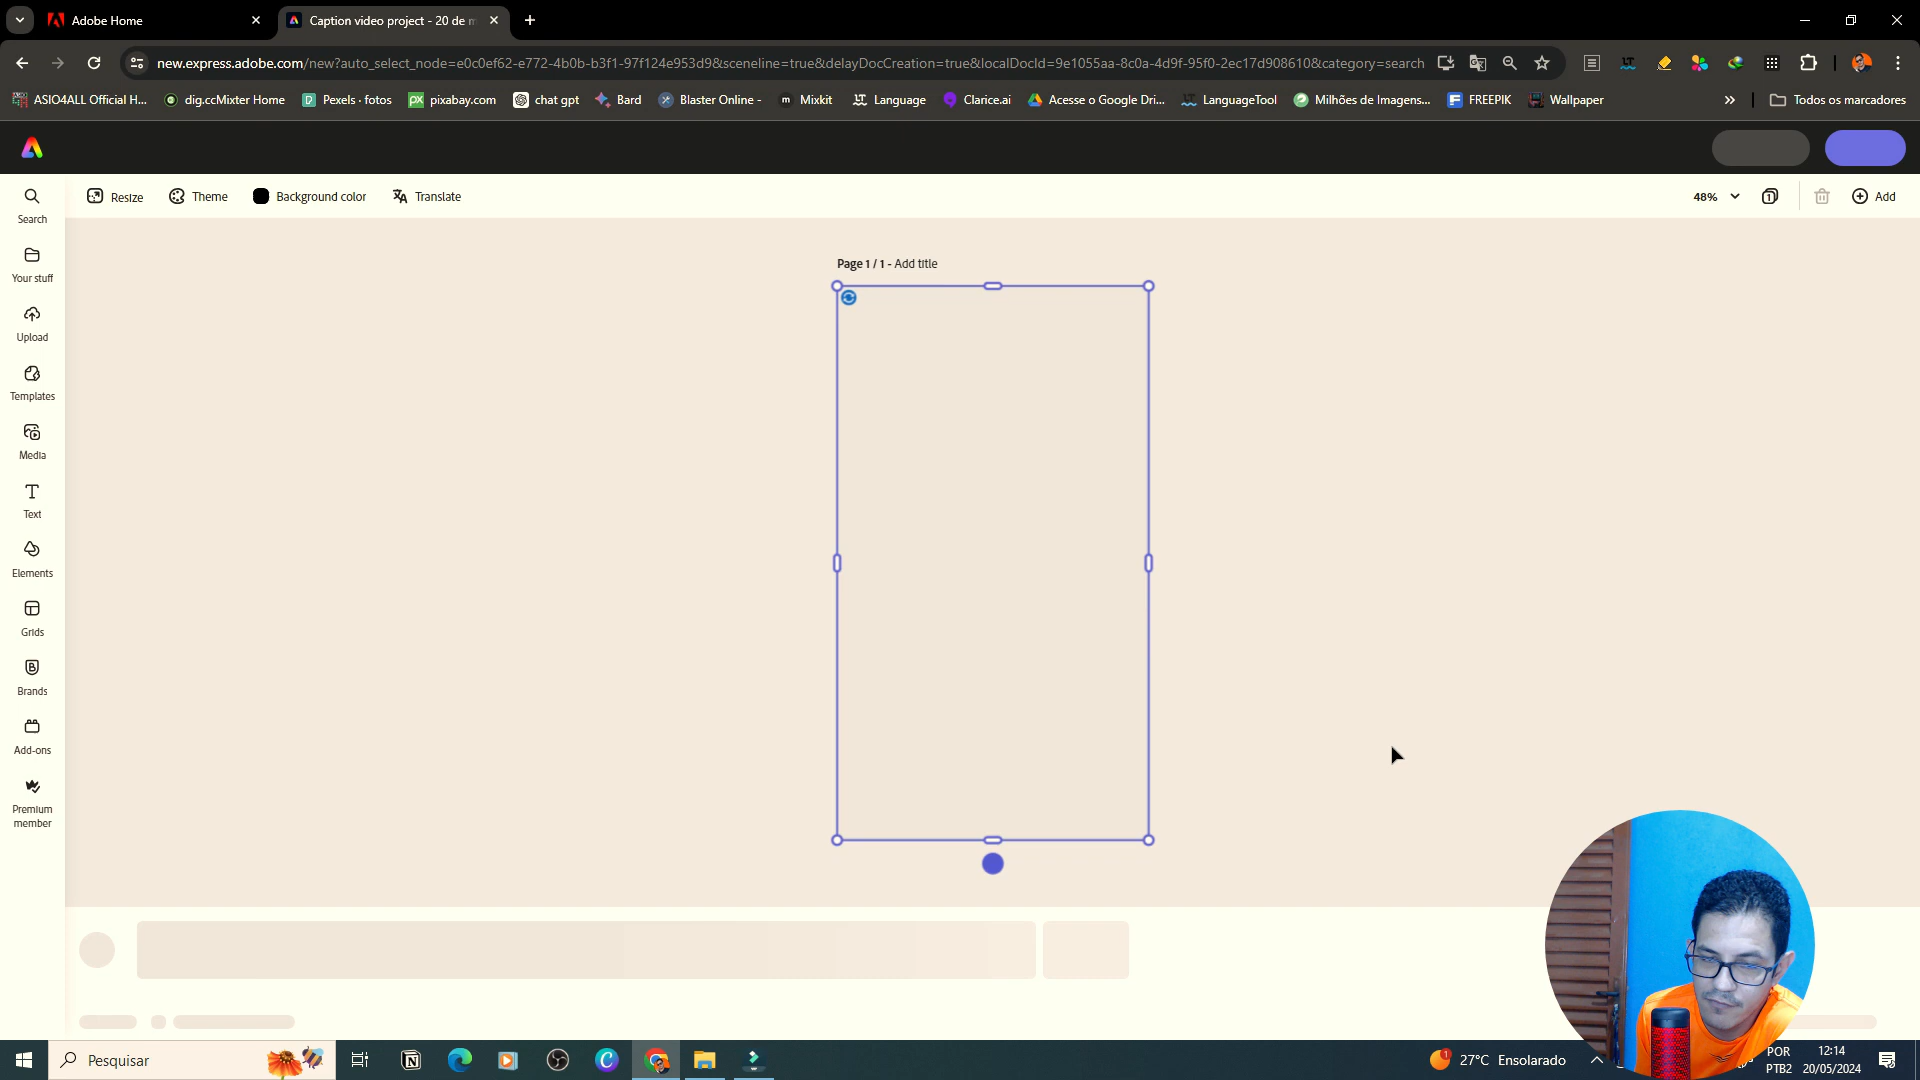 Adobe Home
Caption video project - 20 de m
new.express.adobe.com/new?auto_select_node=e0c0ef62-e772-4b0b-b3f1-97f124e953d9&sceneline=true&delayDocCreation=true&localDocId=9e1055aa-8c0a-4d9f-95f0-2ec17d908610&category=search
ASIO4ALL Official H... dig.ccMixter Home Pexels · fotos pixabay.com chat gpt Bard Blaster Online - Mixkit Language Clarice.ai Acesse o Google Dri... LanguageTool Milhões de Imagens... FREEPIK Wallpaper » Todos os marcadores
Resize Theme Background color Translate 48% 1 Add
Search
Your stuff
Upload
Templates
Media
Text
Elements
Grids
Brands
Add-ons
Premium
member
Page 1 / 1 - Add title
Pesquisar
27°C Ensolarado
POR
PTB2
12:14
20/05/2024